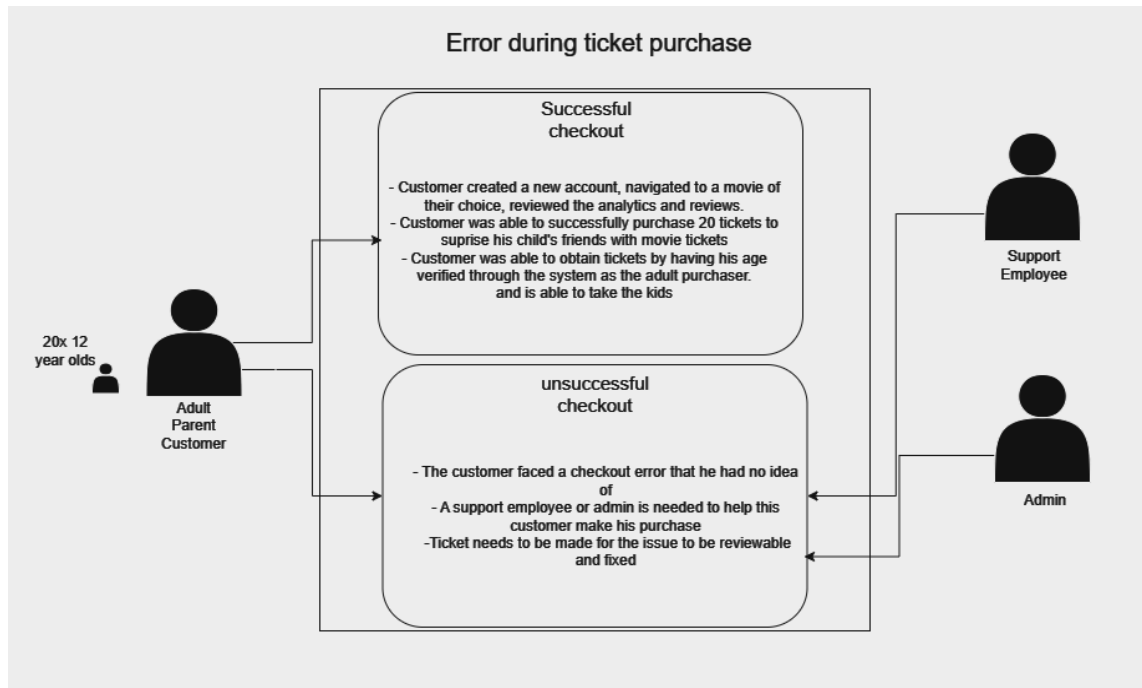 Error during ticket purchase
Successful
checkout
- Customer created a new account, navigated to a movie of
their choice, reviewed the analytics and reviews.
- Customer was able to successfully purchase 20 tickets to
suprise his child's friends with movie tickets
- Customer was able to obtain tickets by having his age
verified through the system as the adult purchaser.
and is able to take the kids
Support
Employee
20x 12
year olds
Adult
Parent
Customer
unsuccessful
checkout
- The customer faced a checkout error that he had no idea
of
- A support employee or admin is needed to help this
customer make his purchase
-Ticket needs to be made for the issue to be reviewable
and fixed
Admin